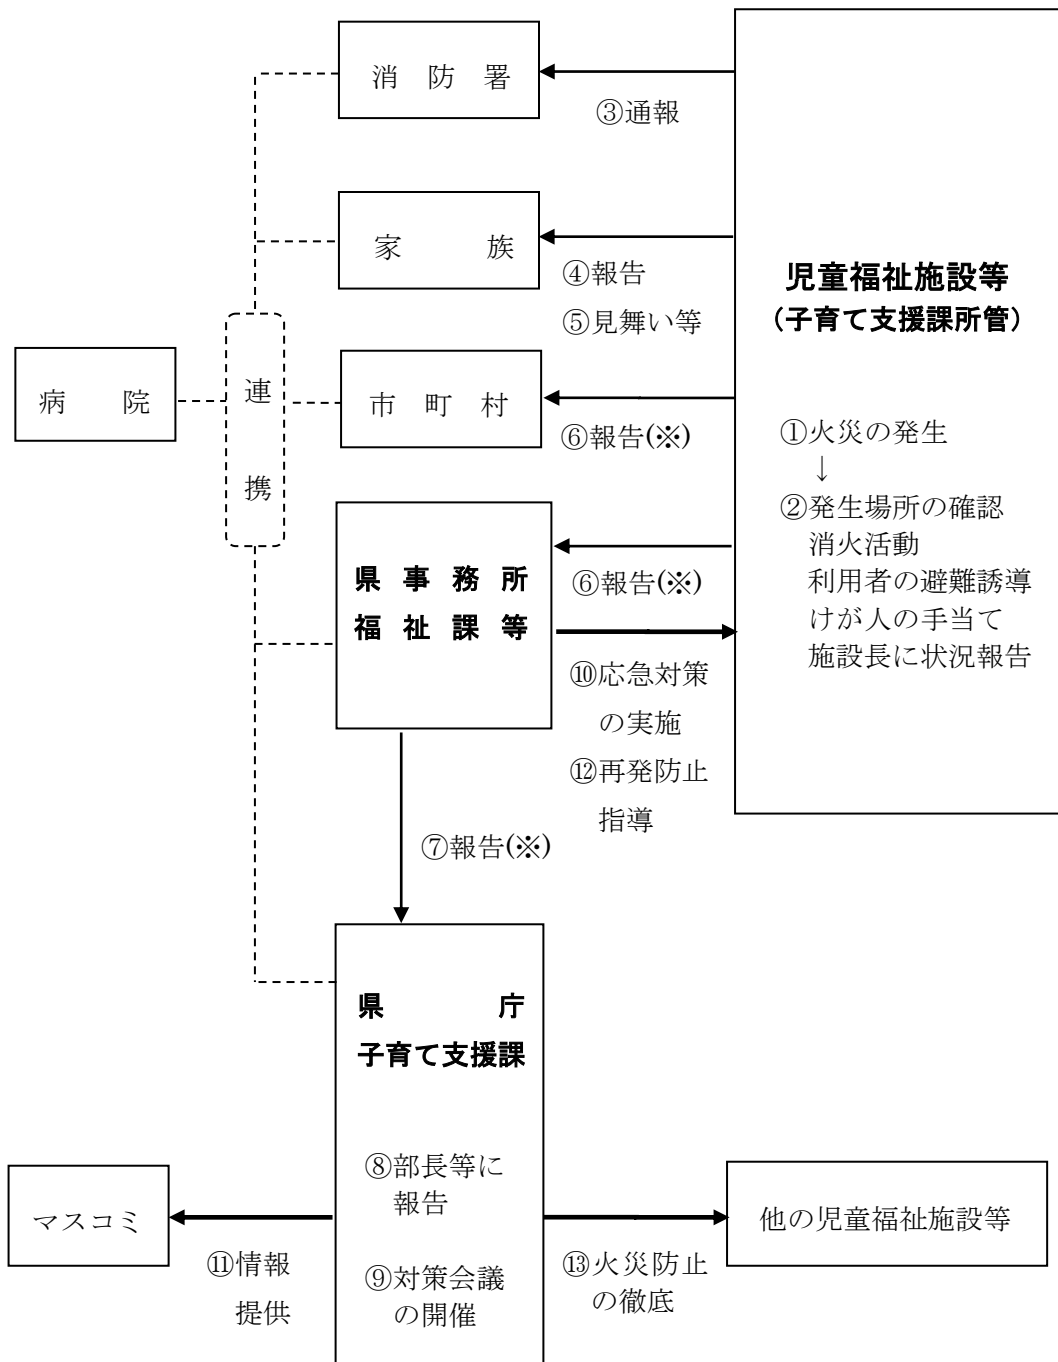 消 防 署
③通報
家 族
④報告
⑤見舞い等
児童福祉施設等
（子育て支援課所管）
病 院
連
携
市 町 村
⑥報告(※)
①火災の発生
↓
②発生場所の確認
消火活動
利用者の避難誘導
けが人の手当て
施設長に状況報告
県 事 務 所
福 祉 課 等
⑥報告(※)
⑩応急対策
の実施
⑫再発防止
指導
⑦報告(※)
県 庁
子育て支援課
⑧部長等に
報告
⑨対策会議
の開催
マスコミ
⑪情報
提供
他の児童福祉施設等
⑬火災防止
の徹底